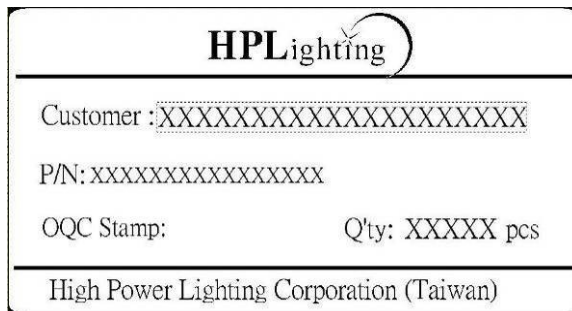 HPLighting
Customer : XXXXXXXXXXXXXXXXXXXX
P/N: XXXXXXXXXXXXXXXX
OQC Stamp: Q'ty: XXXXX pcs
High Power Lighting Corporation (Taiwan)